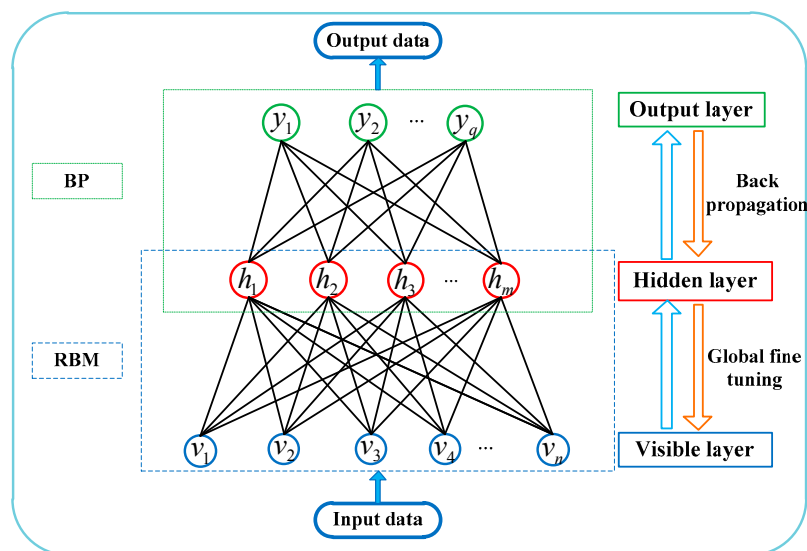 Output data
y1 y2 ... yq
Output layer
BP
Back
propagation
h1 h2 h3 ... hm
Hidden layer
RBM
Global fine
tuning
v1 v2 v3 v4 ... vn
Visible layer
Input data